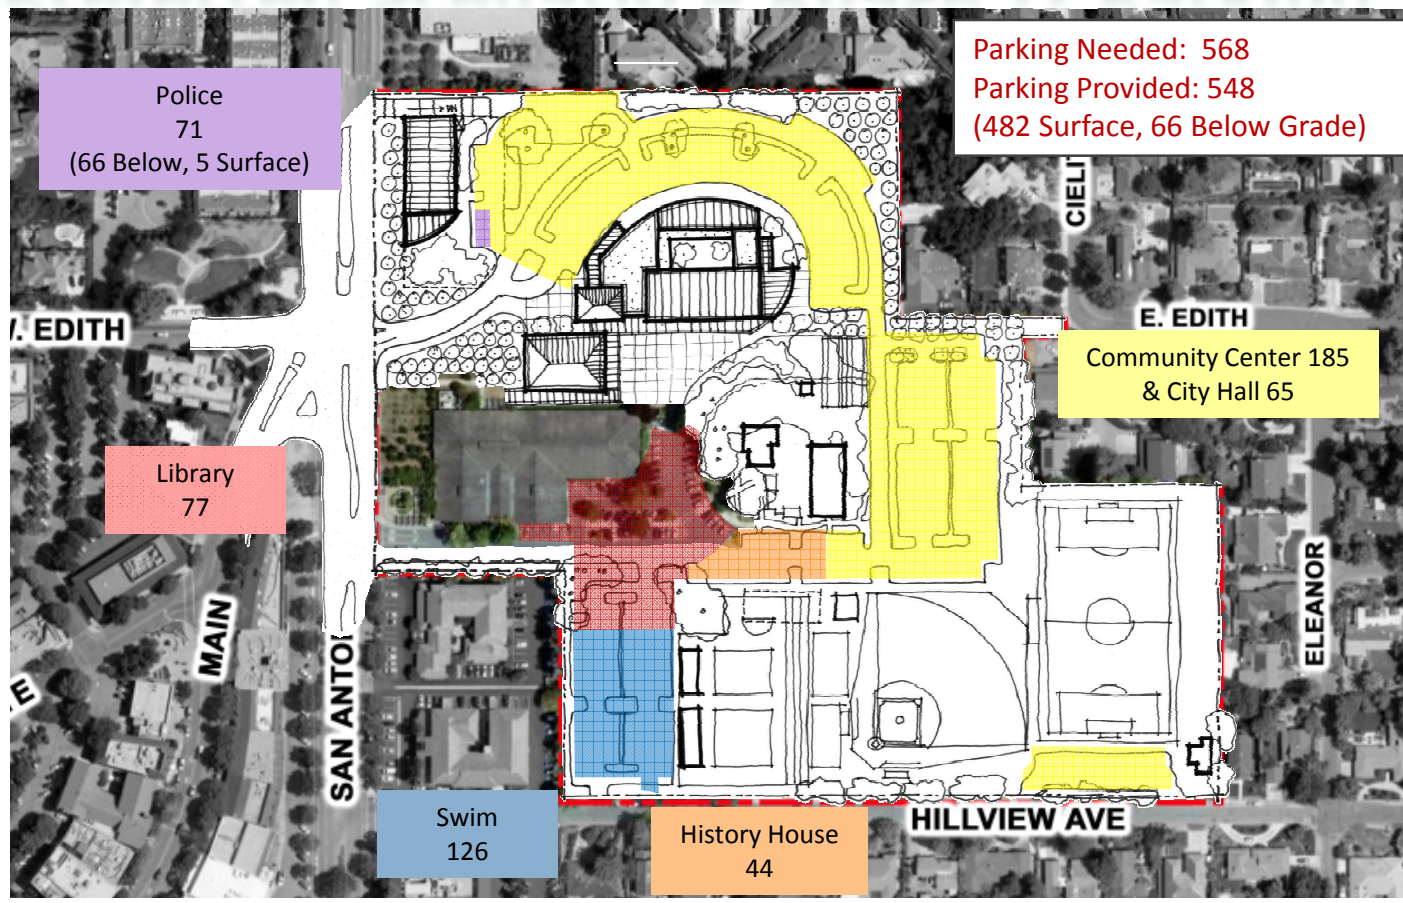 Parking Needed: 568
Parking Provided: 548
(482 Surface, 66 Below Grade)
Police
71
(66 Below, 5 Surface)
CIELI
. EDITH
E. EDITH
Community Center 185
& City Hall 65
Library
77
MAIN
SAN ANTO
ELEANOR
E
Swim
126
History House
44
HILLVIEW AVE